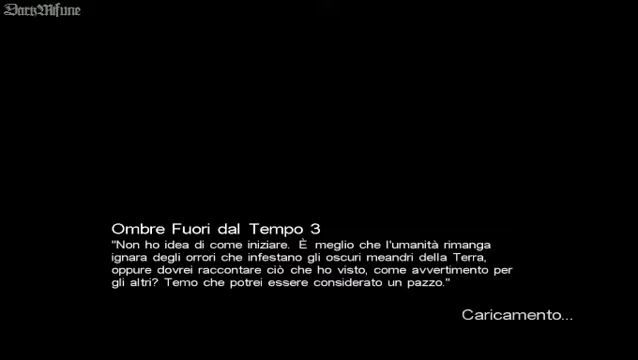 DarkMifune
Ombre Fuori dal Tempo 3
"Non ho idea di come iniziare. È meglio che l'umanità rimanga
ignara degli orrori che infestano gli oscuri meandri della Terra,
oppure dovrei raccontare ciò che ho visto, come avvertimento per
gli altri? Temo che potrei essere considerato un pazzo."
Caricamento...